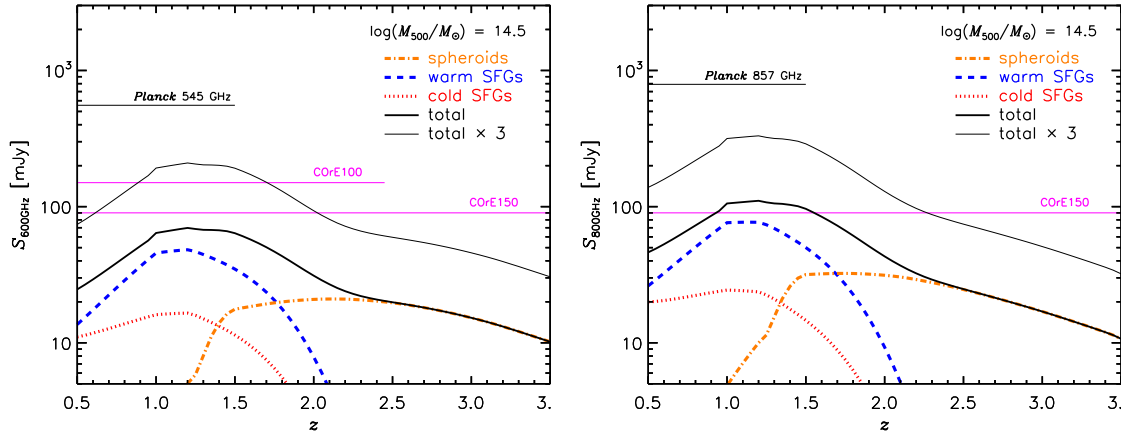 log(M500/M⊙) = 14.5
spheroids
warm SFGs
cold SFGs
total
total × 3
Planck 545 GHz
COrE100
COrE150
S600GHz [mJy]
10³
100
10
0.5 1.0 1.5 2.0 2.5 3.0 3.
z
log(M500/M⊙) = 14.5
spheroids
warm SFGs
cold SFGs
total
total × 3
Planck 857 GHz
COrE150
S800GHz [mJy]
10³
100
10
0.5 1.0 1.5 2.0 2.5 3.0 3.
z